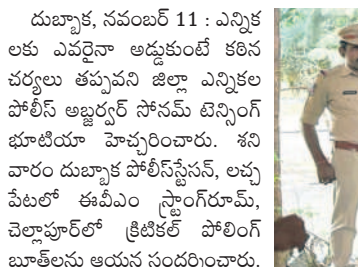 దుబ్బాక, నవంబర్ 11 : ఎన్నిక
లకు ఎవరైనా అడ్డుకుంటే కఠిన
చర్యలు తప్పవని జిల్లా ఎన్నికల
పోలీస్ అబ్జర్వర్ సోనమ్ టెన్సింగ్
భూటియా హెచ్చరించారు. శని
వారం దుబ్బాక పోలీస్‌స్టేసన్, లచ్చ
పేటలో ఈవీఎం స్ట్రాంగ్‌రూమ్,
చెల్లాపూర్‌లో క్రిటికల్ పోలింగ్
బూత్‌లను ఆయన సందర్శించారు.